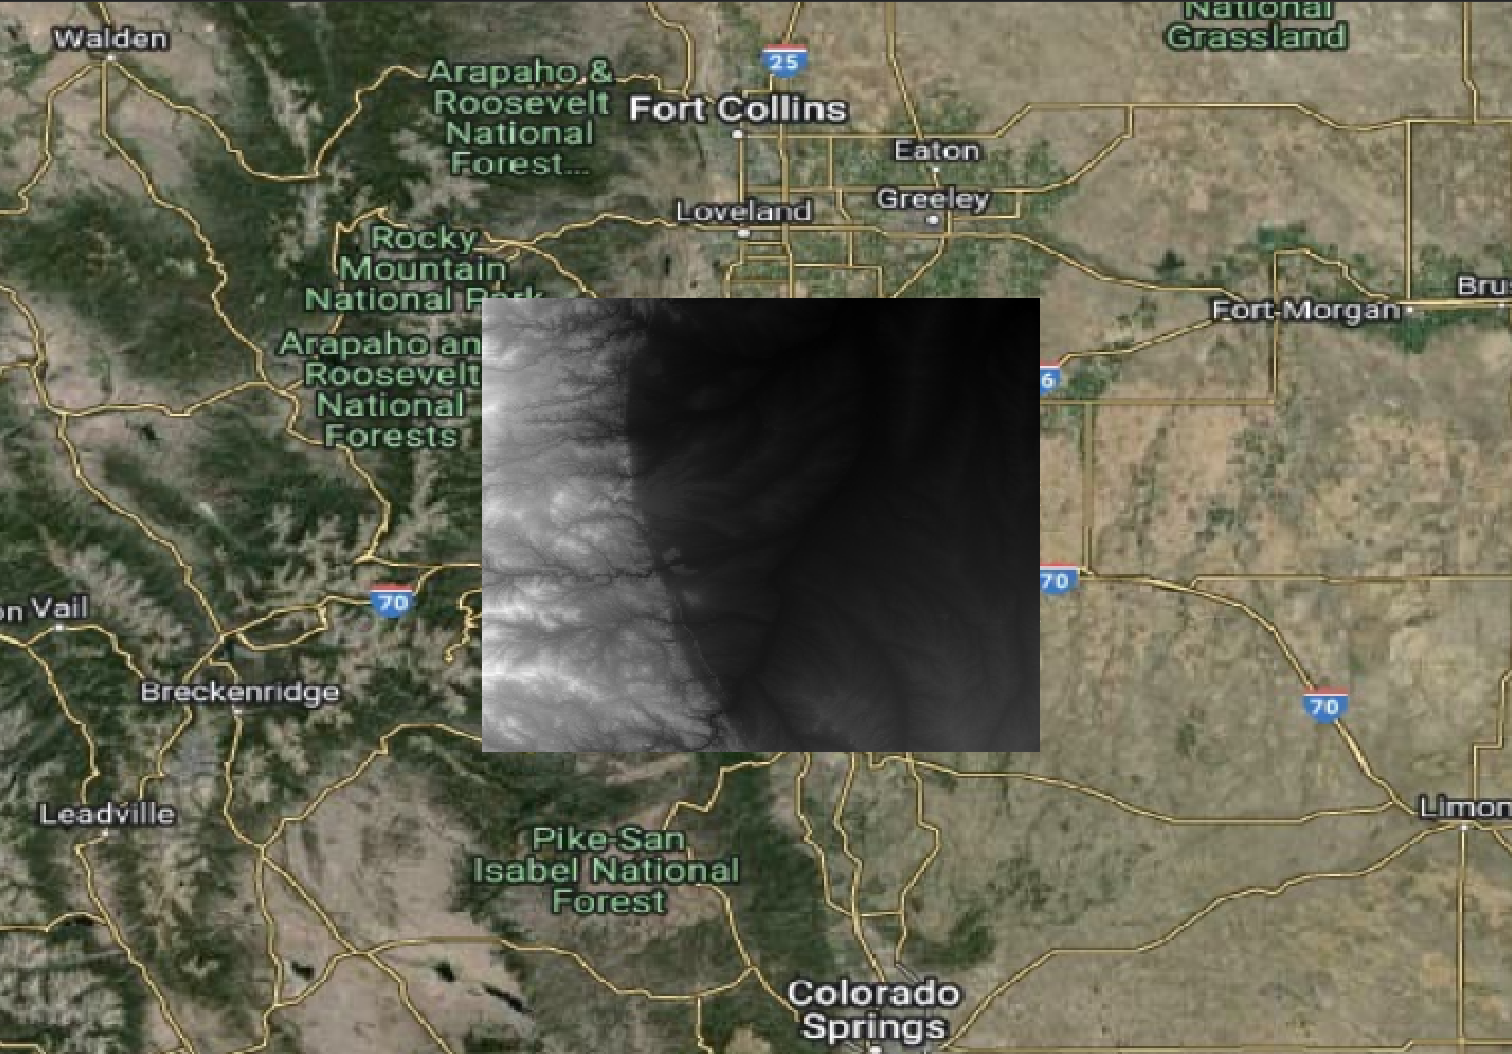 National
Grassland
Walden
25
Arapaho &
Roosevelt
National
Forest...
Fort Collins
Eaton
Greeley
Loveland
Rocky
Mountain
National Park
Brus
Fort Morgan
Arapaho an
Roosevelt
National
Forests
6
70
70
on Vail
Breckenridge
70
Leadville
Limon
Pike-San
Isabel National
Forest
Colorado
Springs